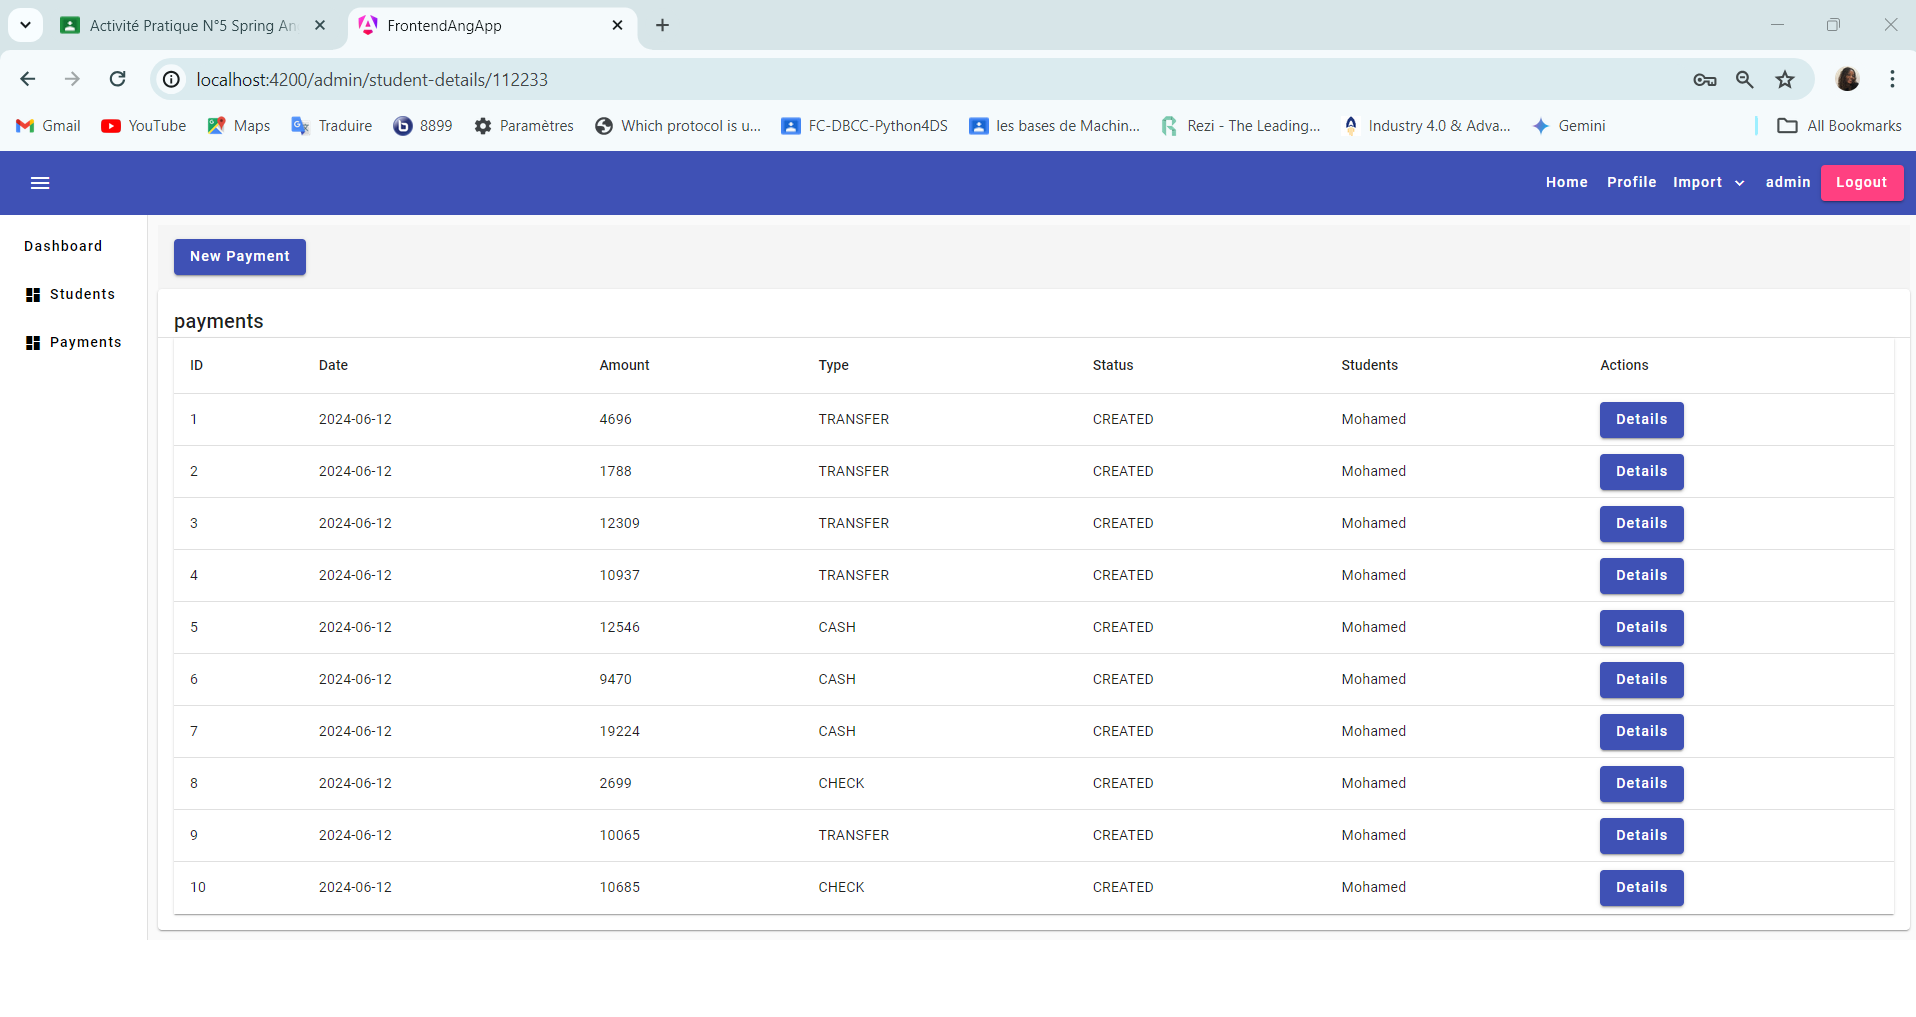 Activité Pratique N°5 Spring An
FrontendAngApp
localhost:4200/admin/student-details/112233
Gmail YouTube Maps Traduire 8899 Paramètres Which protocol is u... FC-DBCC-Python4DS les bases de Machin... Rezi - The Leading... Industry 4.0 & Adva... Gemini All Bookmarks
Home Profile Import admin Logout
Dashboard
Students
Payments
New Payment
payments
ID Date Amount Type Status Students Actions
1 2024-06-12 4696 TRANSFER CREATED Mohamed Details
2 2024-06-12 1788 TRANSFER CREATED Mohamed Details
3 2024-06-12 12309 TRANSFER CREATED Mohamed Details
4 2024-06-12 10937 TRANSFER CREATED Mohamed Details
5 2024-06-12 12546 CASH CREATED Mohamed Details
6 2024-06-12 9470 CASH CREATED Mohamed Details
7 2024-06-12 19224 CASH CREATED Mohamed Details
8 2024-06-12 2699 CHECK CREATED Mohamed Details
9 2024-06-12 10065 TRANSFER CREATED Mohamed Details
10 2024-06-12 10685 CHECK CREATED Mohamed Details